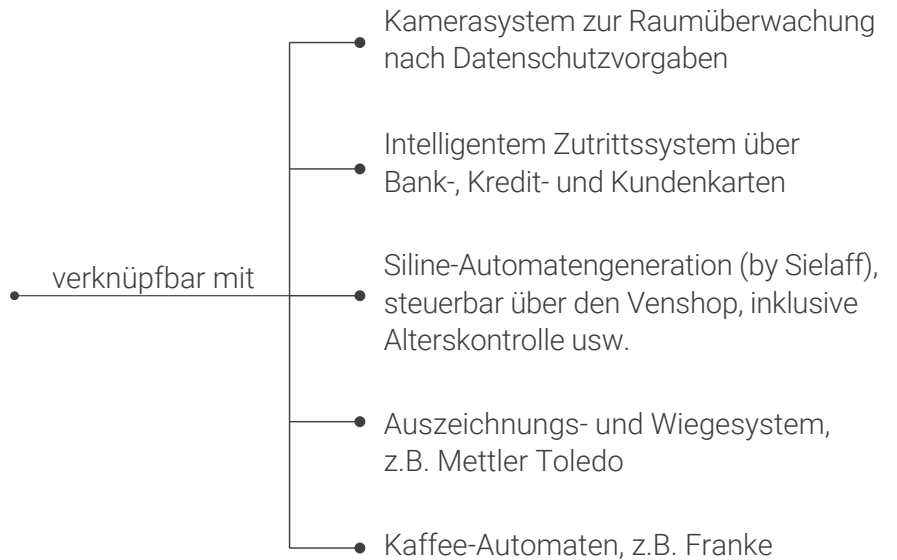 Kamerasystem zur Raumüberwachung
nach Datenschutzvorgaben
Intelligentem Zutrittssystem über
Bank-, Kredit- und Kundenkarten
verknüpfbar mit
Siline-Automatengeneration (by Sielaff),
steuerbar über den Venshop, inklusive
Alterskontrolle usw.
Auszeichnungs- und Wiegesystem,
z.B. Mettler Toledo
Kaffee-Automaten, z.B. Franke